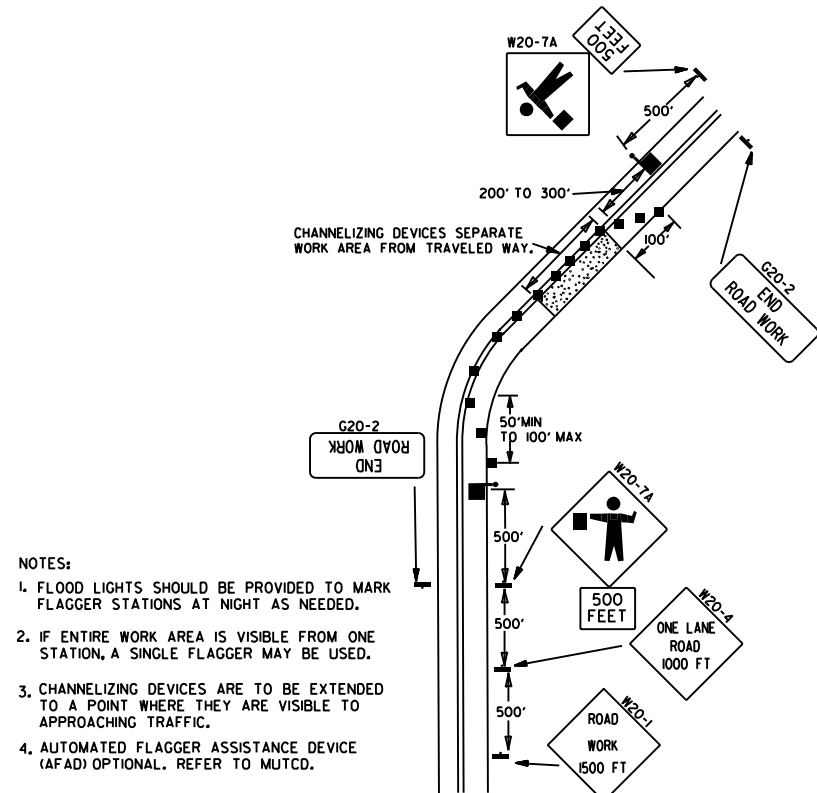 W20-7A
500
FEET
500'
200' TO 300'
CHANNELIZING DEVICES SEPARATE
WORK AREA FROM TRAVELED WAY.
100'
G20-2
END
ROAD WORK
G20-2
END
ROAD WORK
50'MIN
TO 100' MAX
W20-7A
500'
500
FEET
500'
W20-4
ONE LANE
ROAD
1000 FT
500'
W20-1
ROAD
WORK
1500 FT
NOTES:
1. FLOOD LIGHTS SHOULD BE PROVIDED TO MARK
FLAGGER STATIONS AT NIGHT AS NEEDED.
2. IF ENTIRE WORK AREA IS VISIBLE FROM ONE
STATION, A SINGLE FLAGGER MAY BE USED.
3. CHANNELIZING DEVICES ARE TO BE EXTENDED
TO A POINT WHERE THEY ARE VISIBLE TO
APPROACHING TRAFFIC.
4. AUTOMATED FLAGGER ASSISTANCE DEVICE
(AFAD) OPTIONAL. REFER TO MUTCD.